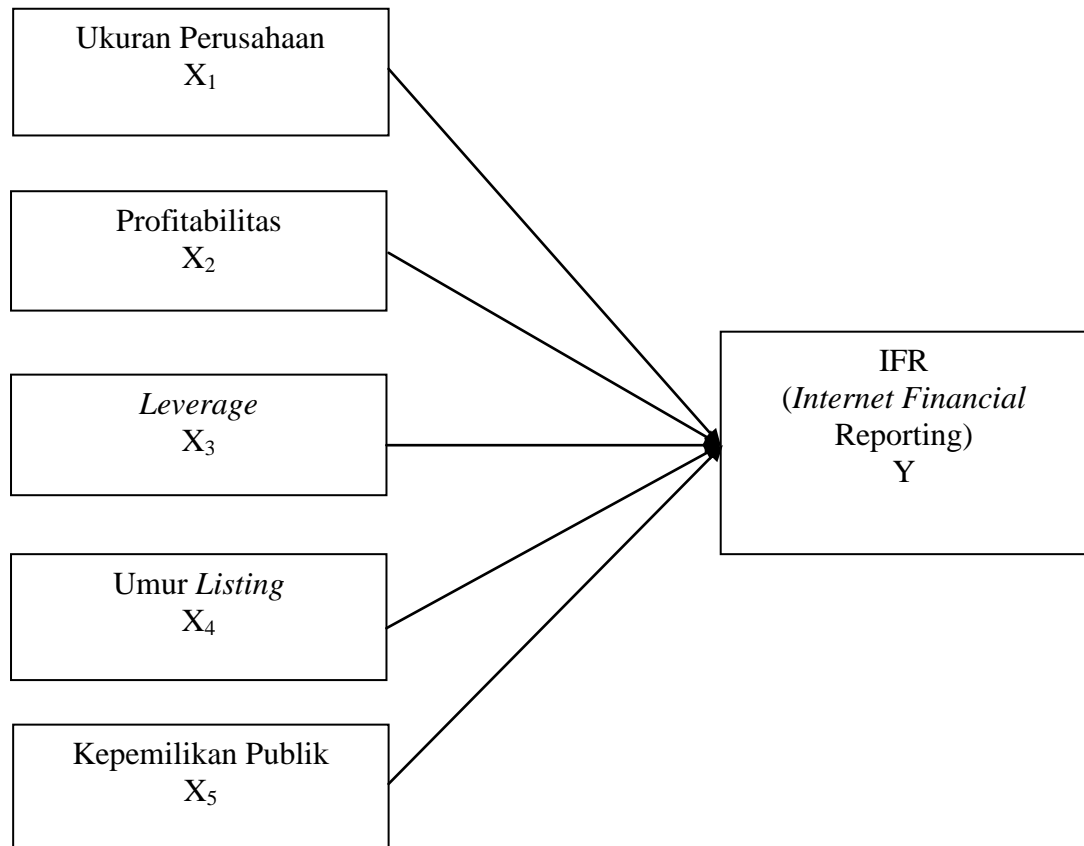 Ukuran Perusahaan
X₁
Profitabilitas
X₂
Leverage
X₃
Umur Listing
X₄
Kepemilikan Publik
X₅
IFR
(Internet Financial
Reporting)
Y